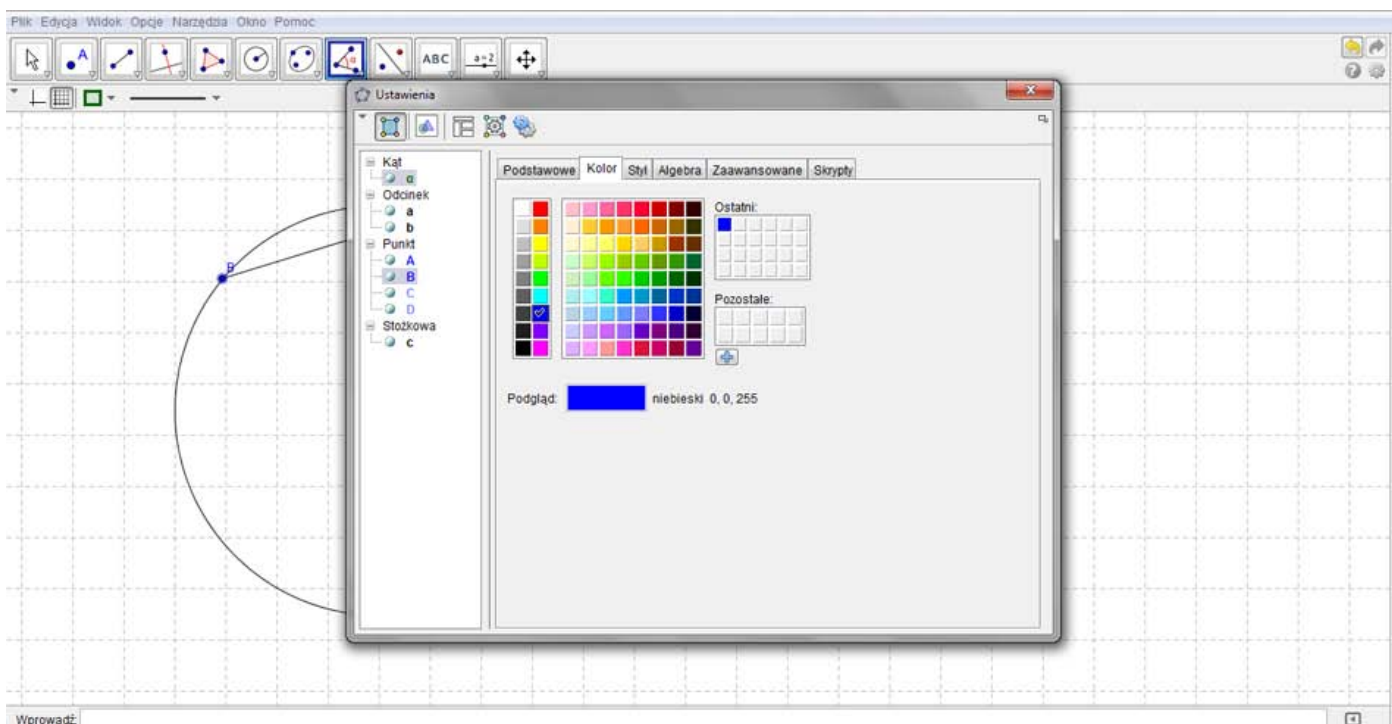 Plik Edycja Widok Opcje Narzędzia Okno Pomoc
A α ABC a=2
Ustawienia
Podstawowe Kolor Styl Algebra Zaawansowane Skrypty
Kąt
α
Odcinek
a
b
Punkt
A
B
C
D
Stożkowa
c
Ostatni:
Pozostałe:
Podgląd: niebieski 0, 0, 255
B
Wprowadź: